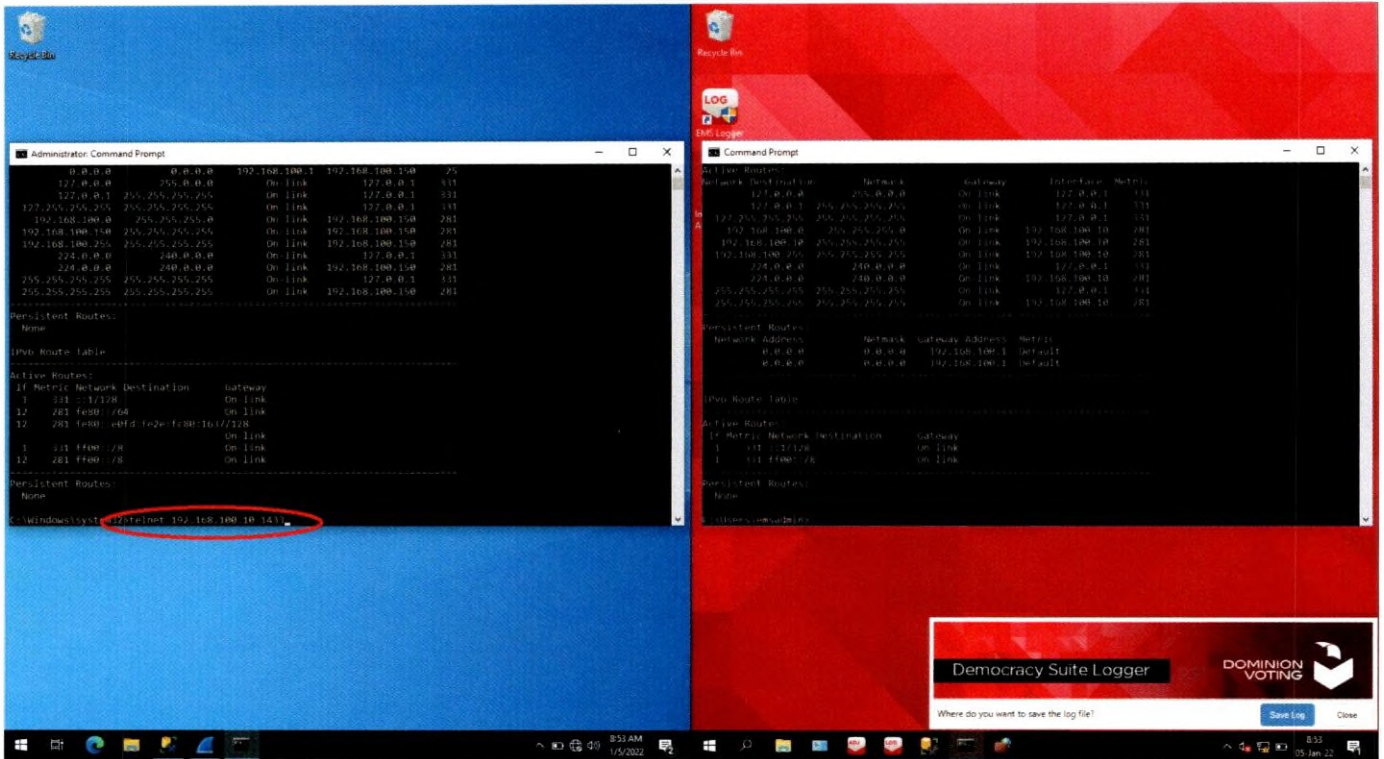 Recycle Bin
Administrator: Command Prompt
0.0.0.0 0.0.0.0 192.168.100.1 192.168.100.150 25
127.0.0.0 255.0.0.0 On-link 127.0.0.1 331
127.0.0.1 255.255.255.255 On-link 127.0.0.1 331
127.255.255.255 255.255.255.255 On-link 127.0.0.1 331
192.168.100.0 255.255.255.0 On-link 192.168.100.150 281
192.168.100.150 255.255.255.255 On-link 192.168.100.150 281
192.168.100.255 255.255.255.255 On-link 192.168.100.150 281
224.0.0.0 240.0.0.0 On-link 127.0.0.1 331
224.0.0.0 240.0.0.0 On-link 192.168.100.150 281
255.255.255.255 255.255.255.255 On-link 127.0.0.1 331
255.255.255.255 255.255.255.255 On-link 192.168.100.150 281
Persistent Routes:
None
IPv6 Route Table
Active Routes:
If Metric Network Destination Gateway
1 331 ::1/128 On-link
12 281 fe80::/64 On-link
12 281
On-link
1 331 ff00::/8 On-link
12 281 ff00::/8 On-link
Persistent Routes:
None
C:\Windows\system32>telnet 192.168.100.10 1433_
8:53 AM
1/5/2022
Recycle Bin
LOG
EMS Logger
Command Prompt
Active Routes:
Network Destination Netmask Gateway Interface Metric
127.0.0.0 255.0.0.0 On-link 127.0.0.1 331
127.0.0.1 255.255.255.255 On-link 127.0.0.1 331
127.255.255.255 255.255.255.255 On-link 127.0.0.1 331
192.168.100.0 255.255.255.0 On-link 192.168.100.10 281
192.168.100.10 255.255.255.255 On-link 192.168.100.10 281
192.168.100.255 255.255.255.255 On-link 192.168.100.10 281
224.0.0.0 240.0.0.0 On-link 127.0.0.1 331
224.0.0.0 240.0.0.0 On-link 192.168.100.10 281
255.255.255.255 255.255.255.255 On-link 127.0.0.1 331
255.255.255.255 255.255.255.255 On-link 192.168.100.10 281
Persistent Routes:
Network Address Netmask Gateway Address Metric
0.0.0.0 0.0.0.0 192.168.100.1 Default
0.0.0.0 0.0.0.0 192.168.100.1 Default
IPv6 Route Table
Active Routes:
If Metric Network Destination Gateway
1 331 ::1/128 On-link
1 331 ff00::/8 On-link
Persistent Routes:
None
C:\Users\emsadmin>
Democracy Suite Logger
DOMINION
VOTING
Where do you want to save the log file?
Save Log
Close
8:53
05-Jan-22